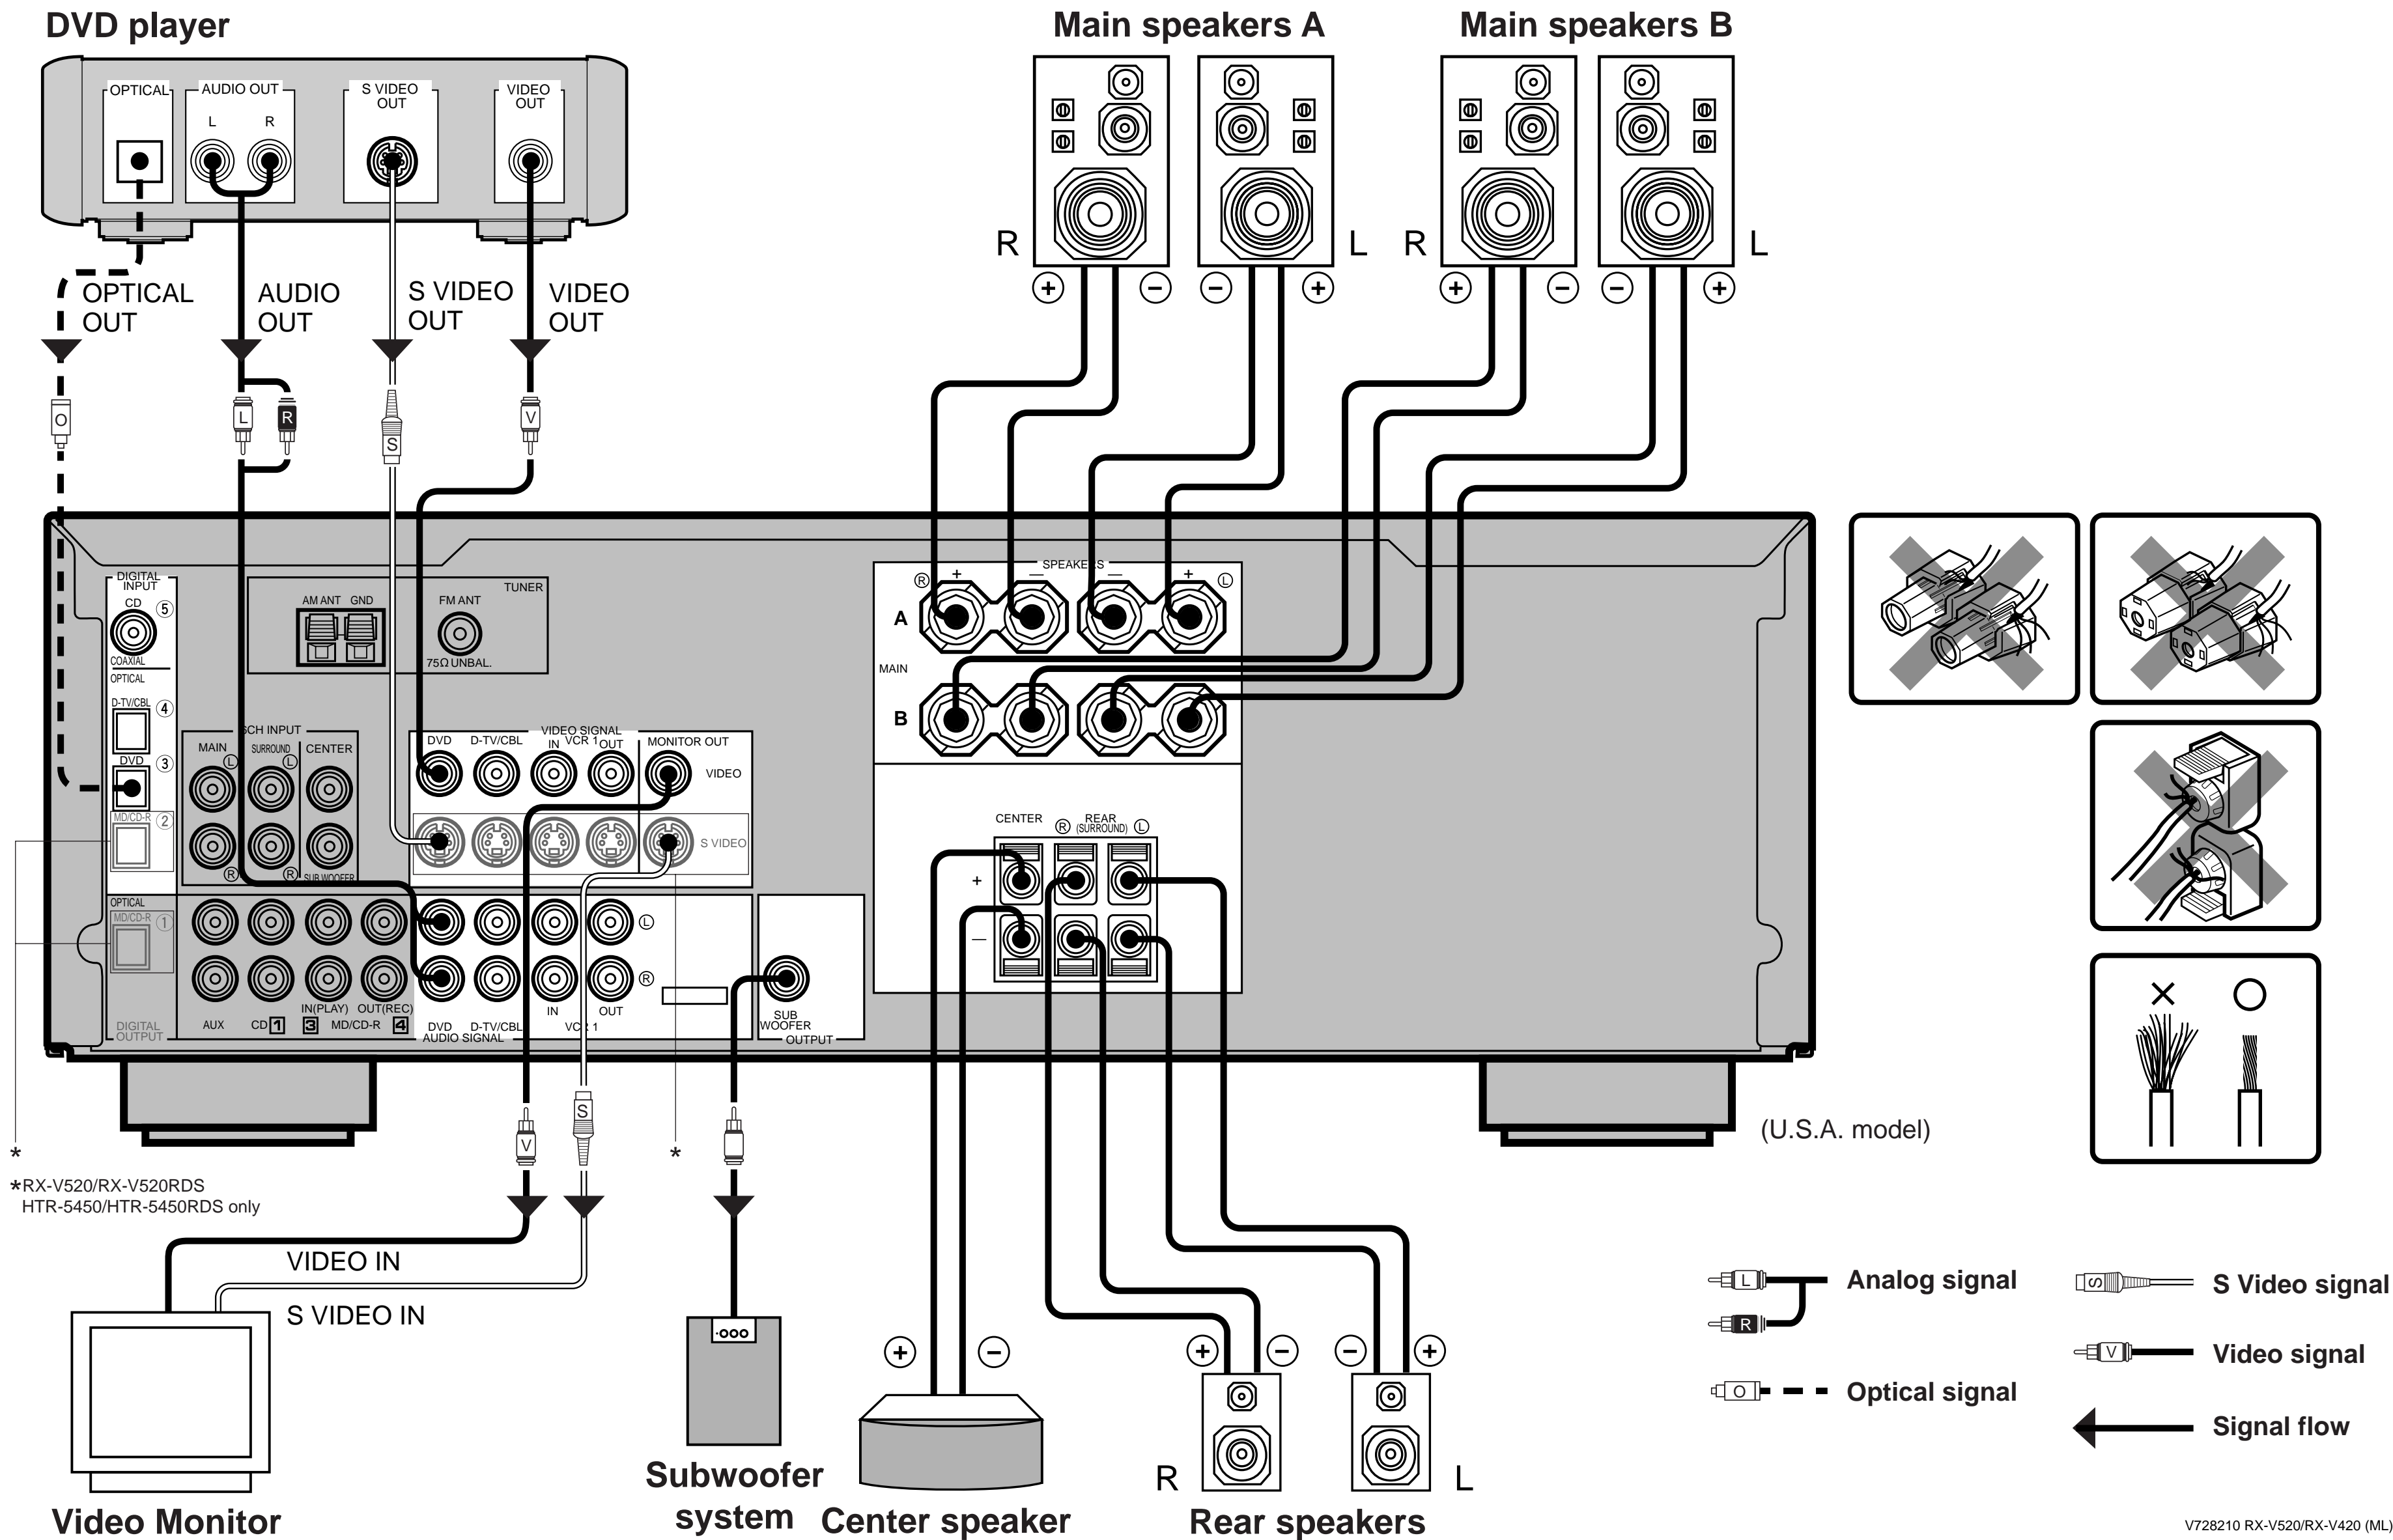 DVD player
Main speakers A
Main speakers B
OPTICAL
AUDIO OUT
L
R
S VIDEO
OUT
VIDEO
OUT
R
L
R
L
+ − − +
+ − − +
OPTICAL
OUT
AUDIO
OUT
S VIDEO
OUT
VIDEO
OUT
O
L
R
S
V
DIGITAL
INPUT
CD
5
COAXIAL
OPTICAL
D-TV/CBL
4
DVD
3
MD/CD-R
2
OPTICAL
MD/CD-R
1
DIGITAL
OUTPUT
TUNER
AM ANT
GND
FM ANT
75Ω UNBAL.
6CH INPUT
MAIN
SURROUND
CENTER
L
L
R
R
SUB WOOFER
VIDEO SIGNAL
DVD
D-TV/CBL
IN
VCR 1
OUT
MONITOR OUT
VIDEO
S VIDEO
L
R
IN(PLAY)
OUT(REC)
IN
OUT
AUX
CD
1
3
MD/CD-R
4
DVD
D-TV/CBL
VCR 1
AUDIO SIGNAL
SUB
WOOFER
OUTPUT
SPEAKERS
R
+
—
—
+
L
A
MAIN
B
CENTER
R
REAR
(SURROUND)
L
+
—
×
○
(U.S.A. model)
*
*
*RX-V520/RX-V520RDS
HTR-5450/HTR-5450RDS only
V
S
VIDEO IN
S VIDEO IN
+ −
+ − − +
R
L
Video Monitor
Subwoofer
system
Center speaker
Rear speakers
L
R
Analog signal
S
S Video signal
V
Video signal
O
Optical signal
Signal flow
V728210 RX-V520/RX-V420 (ML)